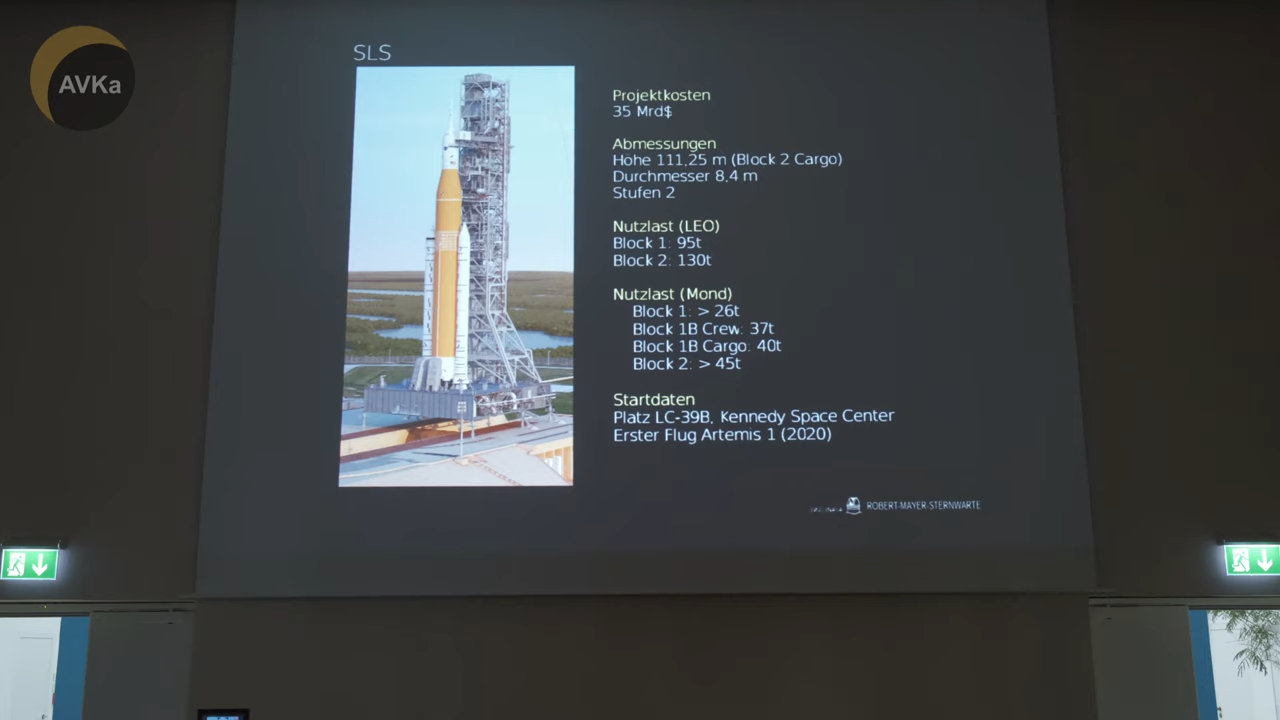 AVKa
SLS
Projektkosten
35 Mrd$
Abmessungen
Höhe 111,25 m (Block 2 Cargo)
Durchmesser 8,4 m
Stufen 2
Nutzlast (LEO)
Block 1: 95t
Block 2: 130t
Nutzlast (Mond)
Block 1: > 26t
Block 1B Crew: 37t
Block 1B Cargo: 40t
Block 2: > 45t
Startdaten
Platz LC-39B, Kennedy Space Center
Erster Flug Artemis 1 (2020)
ROBERT-MAYER-STERNWARTE